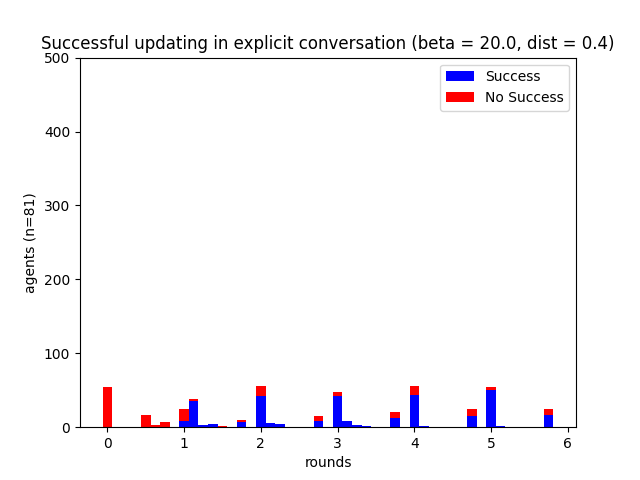 Successful updating in explicit conversation (beta = 20.0, dist = 0.4)
Success
No Success
500
400
300
200
100
0
agents (n=81)
0 1 2 3 4 5 6
rounds